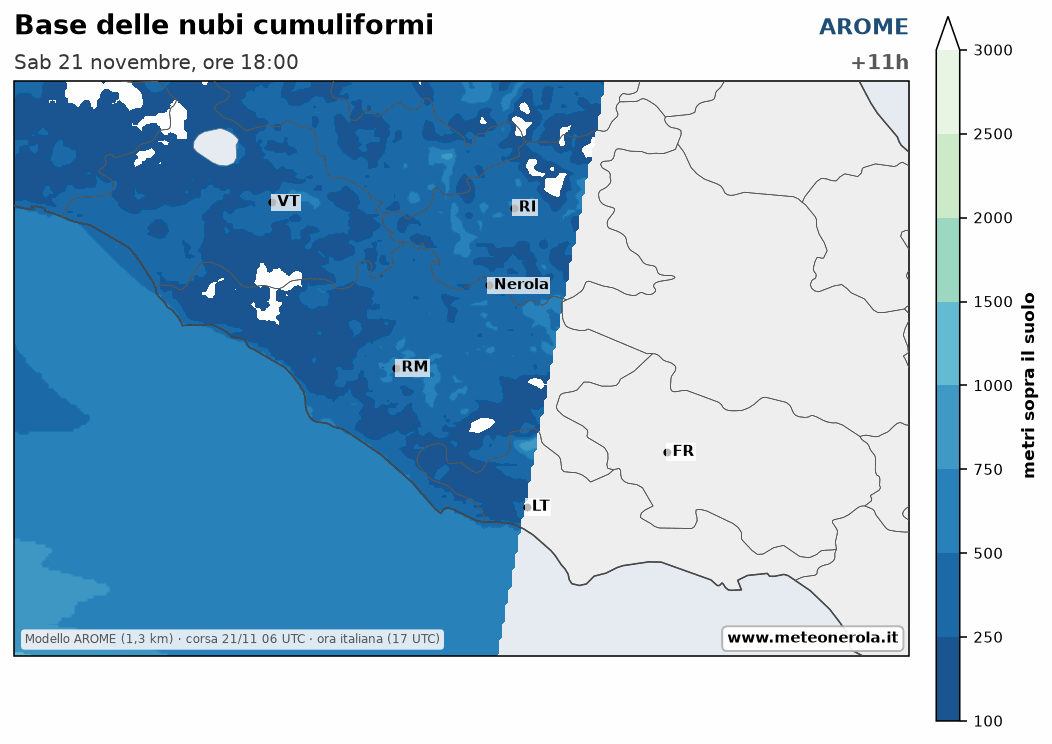 Base delle nubi cumuliformi
AROME
Sab 21 novembre, ore 18:00
+11h
VT
RI
Nerola
RM
FR
LT
Modello AROME (1,3 km) · corsa 21/11 06 UTC · ora italiana (17 UTC)
www.meteonerola.it
3000
2500
2000
1500
1000
750
500
250
100
metri sopra il suolo